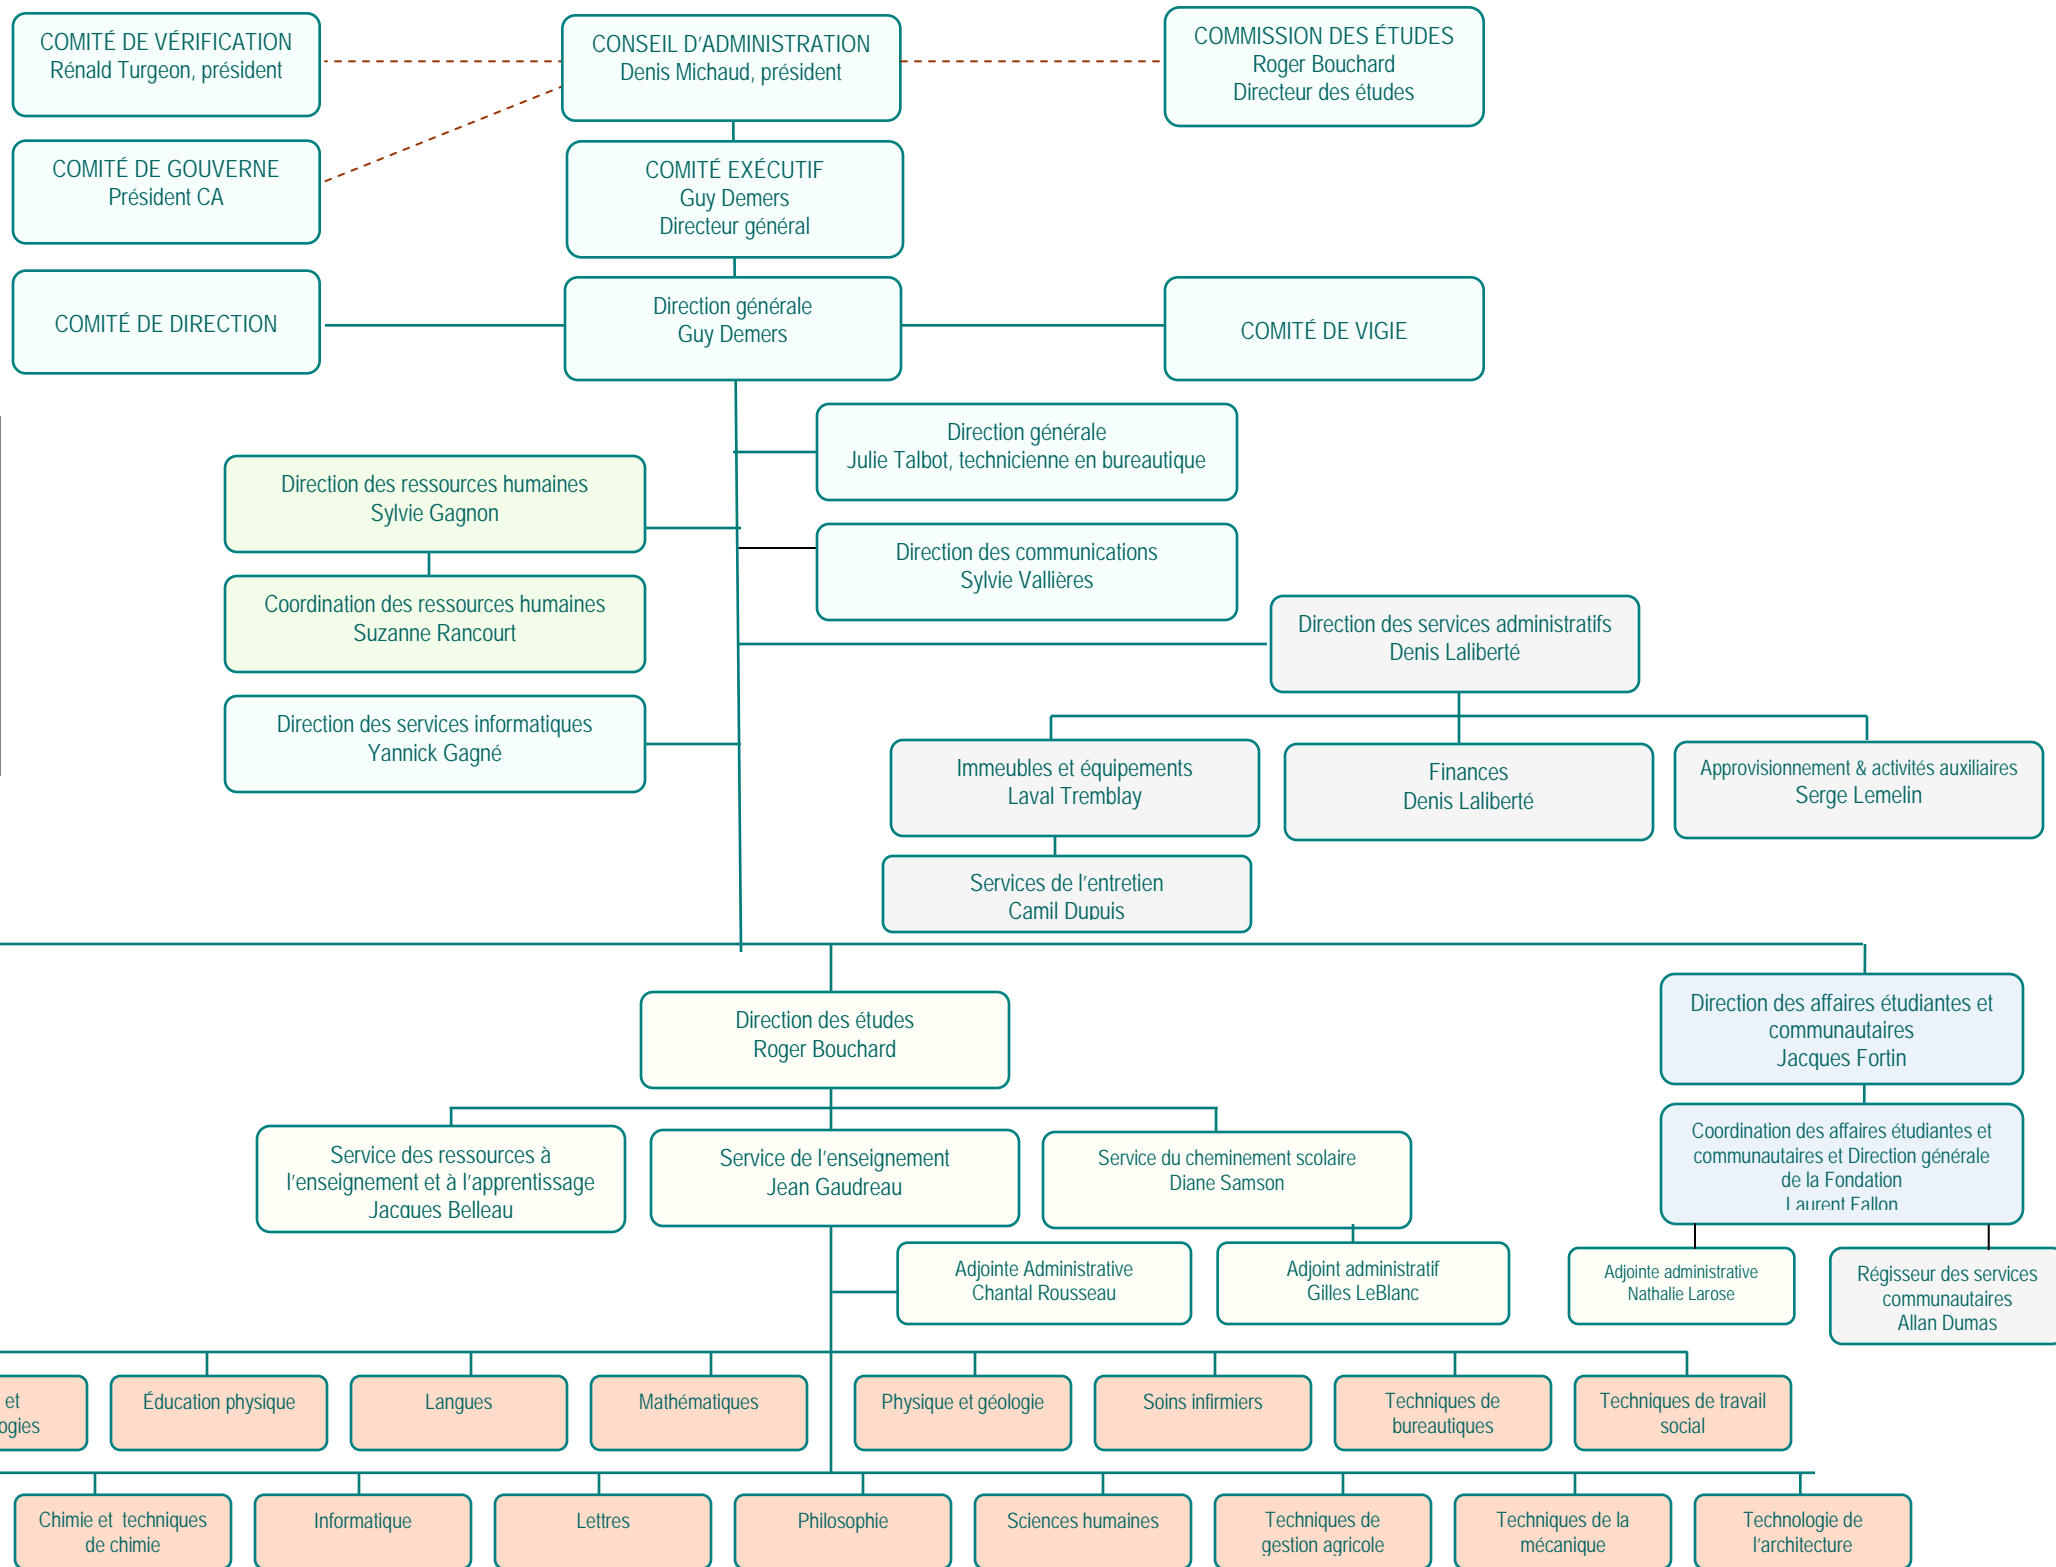 COMITÉ DE VÉRIFICATION
Rénald Turgeon, président
CONSEIL D'ADMINISTRATION
Denis Michaud, président
COMMISSION DES ÉTUDES
Roger Bouchard
Directeur des études
COMITÉ DE GOUVERNE
Président CA
COMITÉ EXÉCUTIF
Guy Demers
Directeur général
COMITÉ DE DIRECTION
Direction générale
Guy Demers
COMITÉ DE VIGIE
Direction générale
Julie Talbot, technicienne en bureautique
Direction des ressources humaines
Sylvie Gagnon
Direction des communications
Sylvie Vallières
Coordination des ressources humaines
Suzanne Rancourt
Direction des services administratifs
Denis Laliberté
Direction des services informatiques
Yannick Gagné
Immeubles et équipements
Laval Tremblay
Finances
Denis Laliberté
Approvisionnement & activités auxiliaires
Serge Lemelin
Services de l'entretien
Camil Dupuis
Direction des études
Roger Bouchard
Direction des affaires étudiantes et
communautaires
Jacques Fortin
Service des ressources à
l'enseignement et à l'apprentissage
Jacques Belleau
Service de l'enseignement
Jean Gaudreau
Service du cheminement scolaire
Diane Samson
Coordination des affaires étudiantes et
communautaires et Direction générale
de la Fondation
Laurent Fallon
Adjointe Administrative
Chantal Rousseau
Adjoint administratif
Gilles LeBlanc
Adjointe administrative
Nathalie Larose
Régisseur des services
communautaires
Allan Dumas
et
ogies
Éducation physique
Langues
Mathématiques
Physique et géologie
Soins infirmiers
Techniques de
bureautiques
Techniques de travail
social
Chimie et techniques
de chimie
Informatique
Lettres
Philosophie
Sciences humaines
Techniques de
gestion agricole
Techniques de la
mécanique
Technologie de
l'architecture